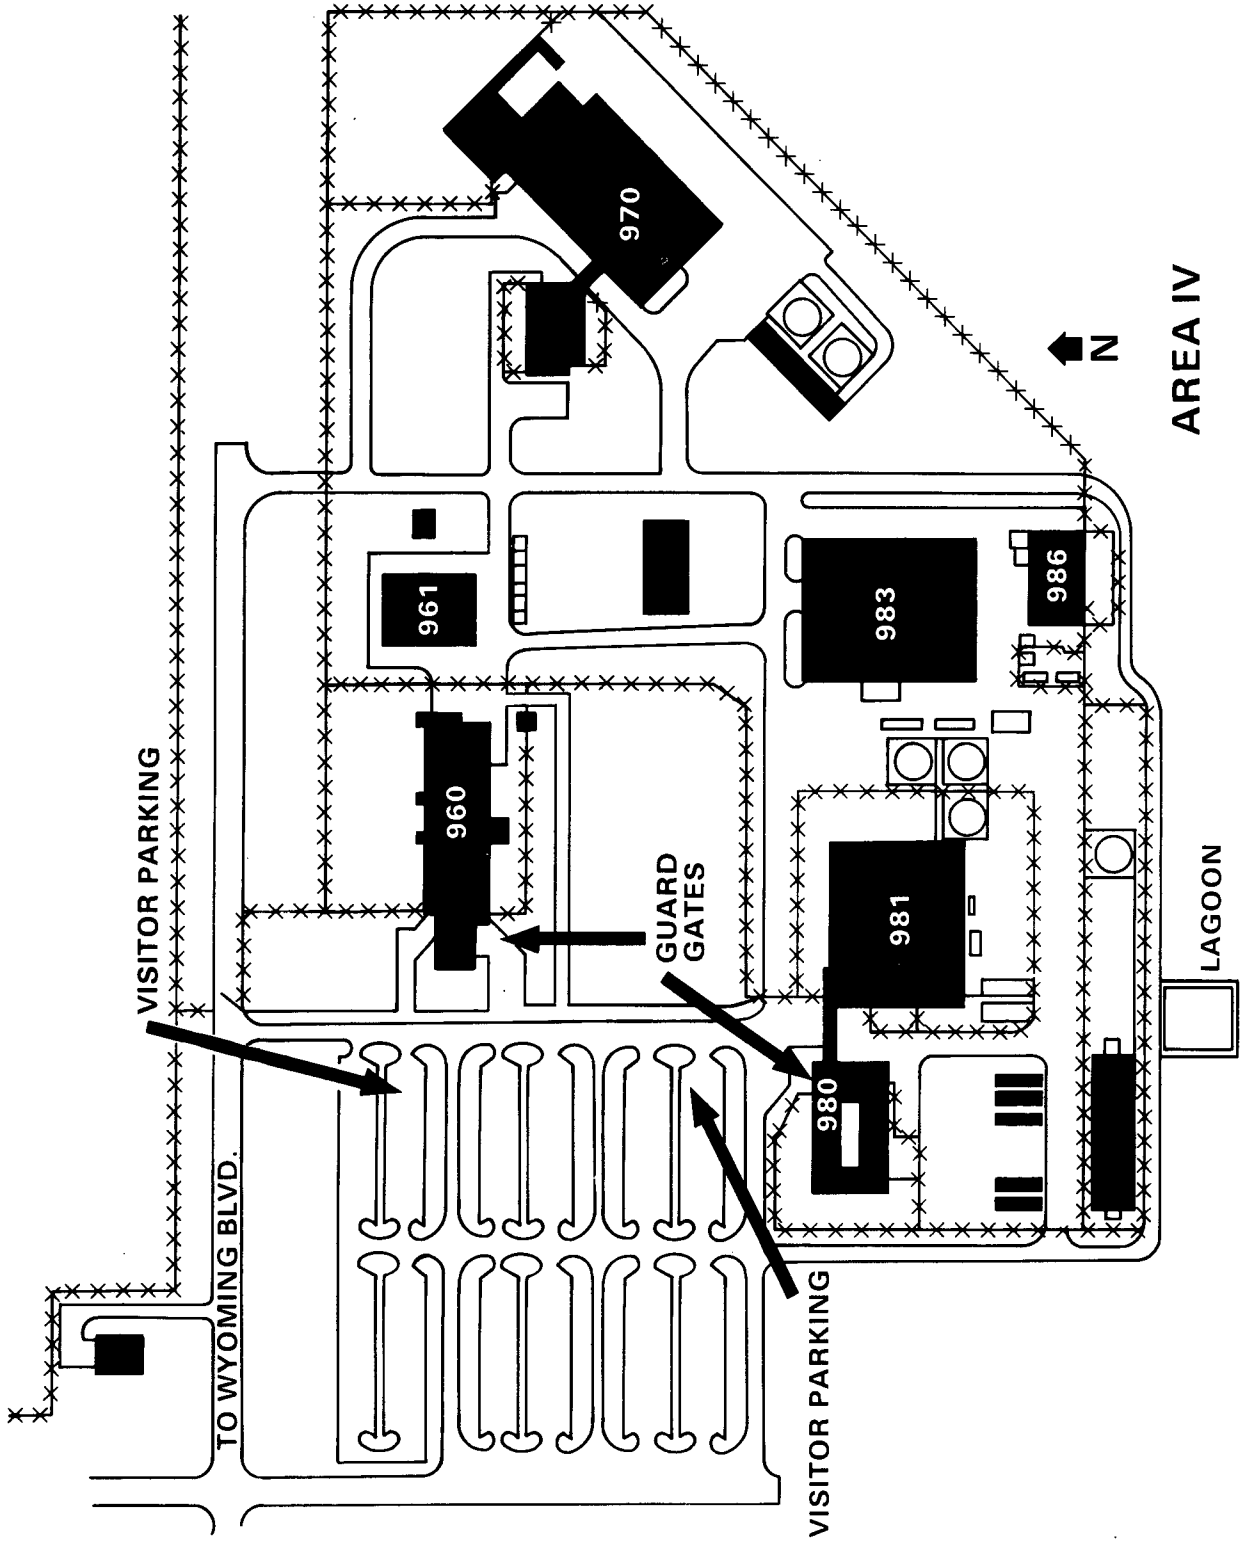 VISITOR PARKING
TO WYOMING BLVD.
961
960
970
GUARD
GATES
VISITOR PARKING
980
981
983
986
N
AREA IV
LAGOON